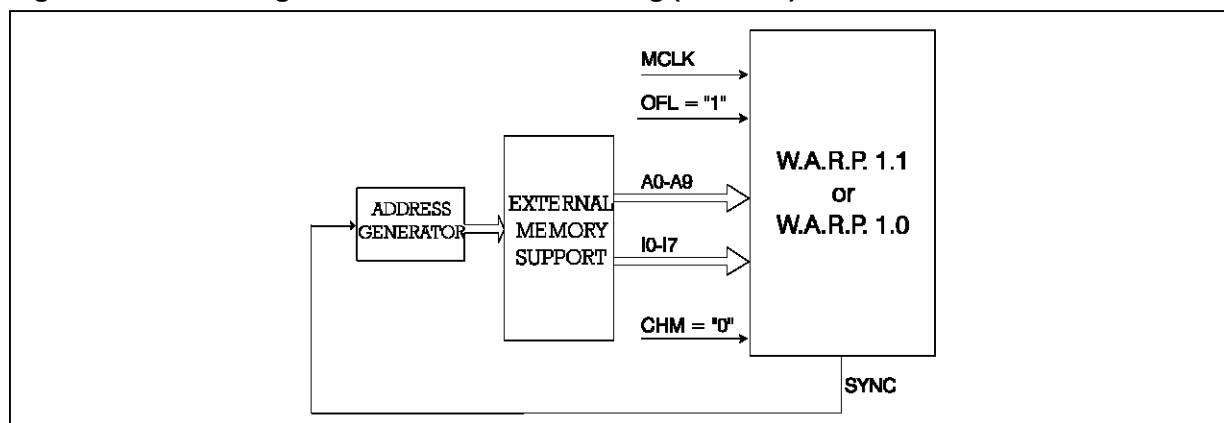 MCLK
OFL = "1"
W.A.R.P. 1.1
or
W.A.R.P. 1.0
A0-A9
ADDRESS
GENERATOR
EXTERNAL
MEMORY
SUPPORT
I0-I7
CHM = "0"
SYNC